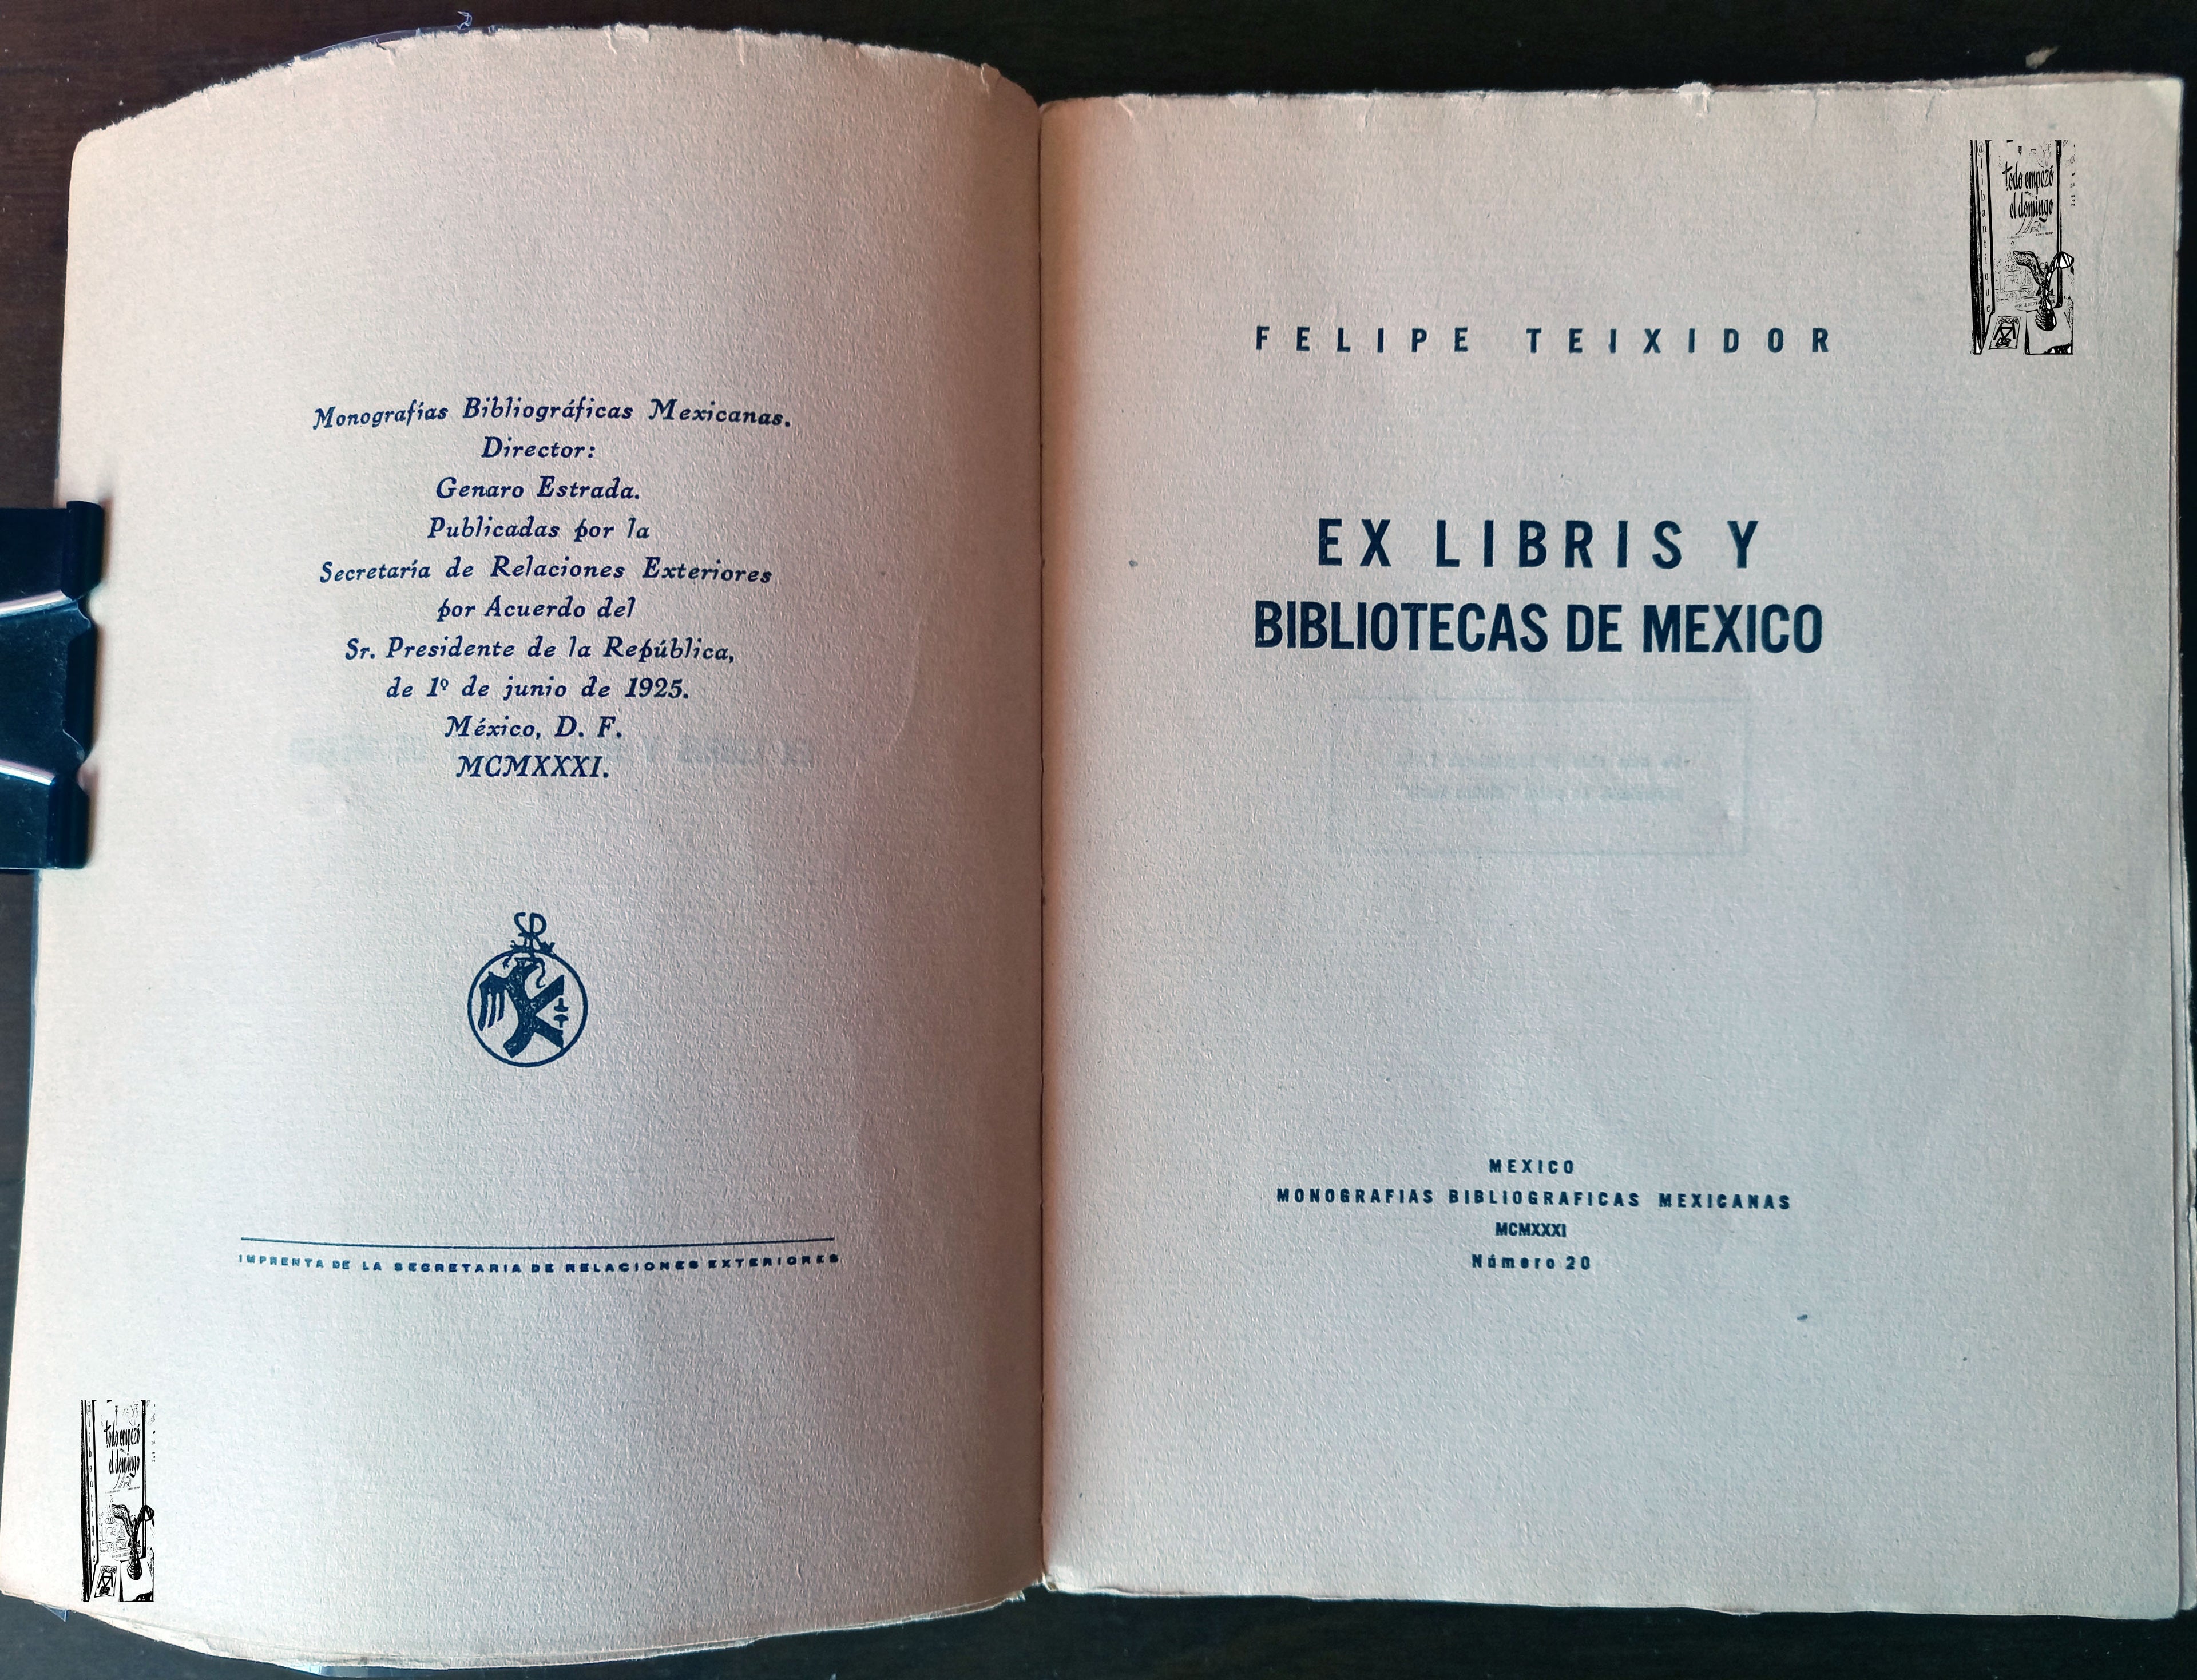 Monografías Bibliográficas Mexicanas.
Director:
Genaro Estrada.
Publicadas por la
Secretaría de Relaciones Exteriores
por Acuerdo del
Sr. Presidente de la República,
de 1º de junio de 1925.
México, D. F.
MCMXXXI.
SR
IMPRENTA DE LA SECRETARIA DE RELACIONES EXTERIORES
todo empezó
el domingo
FELIPE TEIXIDOR
EX LIBRIS Y
BIBLIOTECAS DE MEXICO
MEXICO
MONOGRAFIAS BIBLIOGRAFICAS MEXICANAS
MCMXXXI
Número 20
todo empezó
el domingo